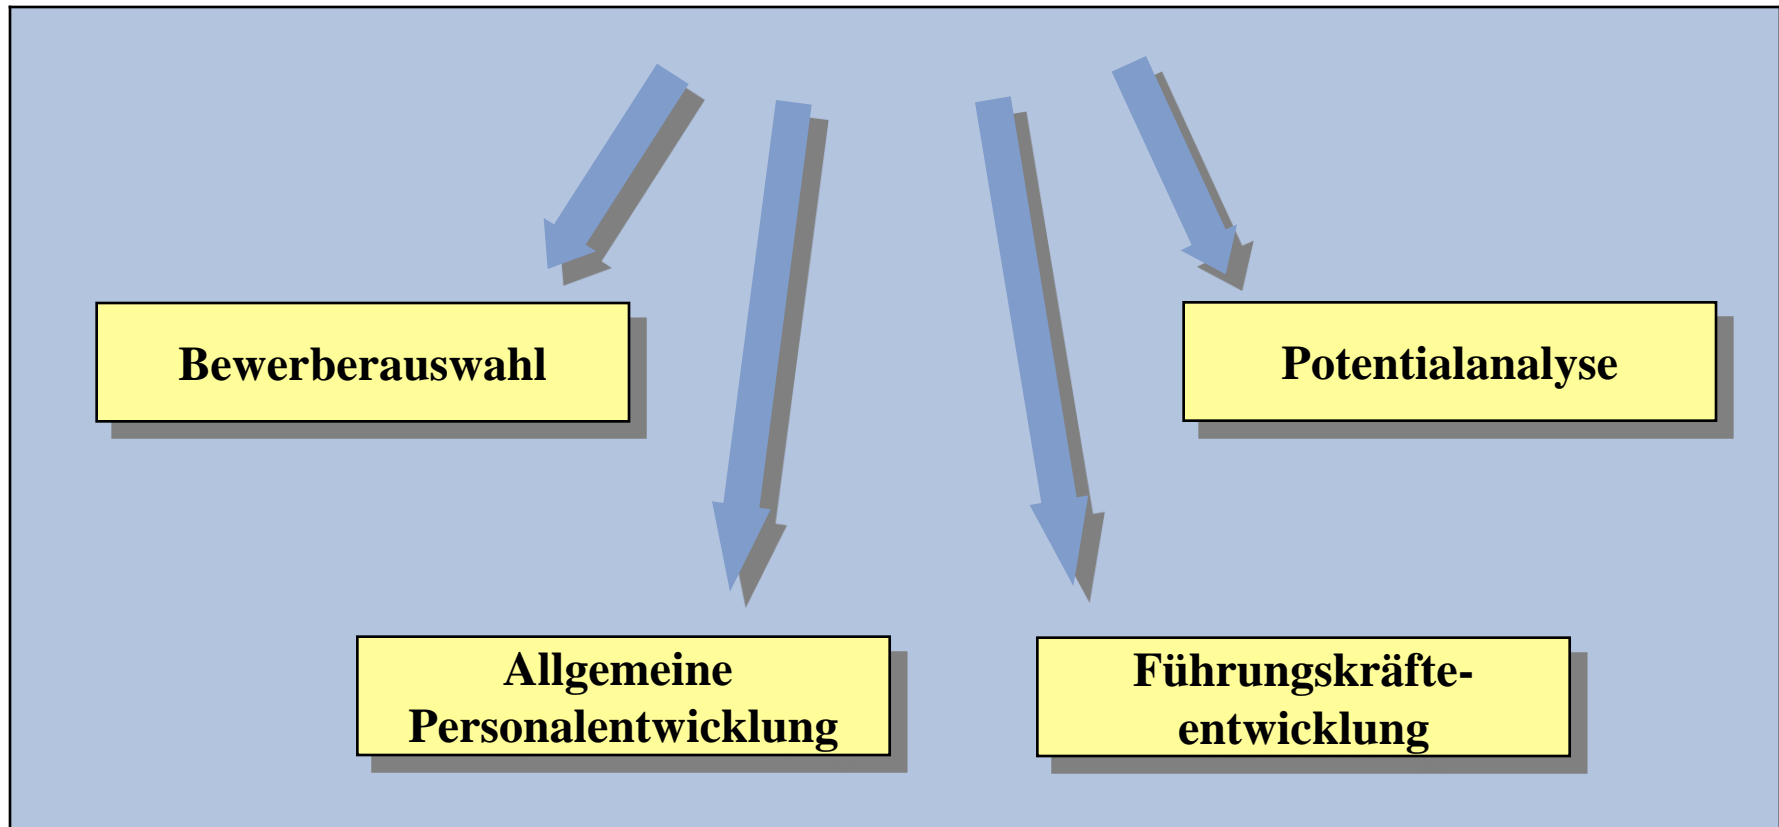 Bewerberauswahl
Potentialanalyse
Allgemeine
Personalentwicklung
Führungskräfte-
entwicklung